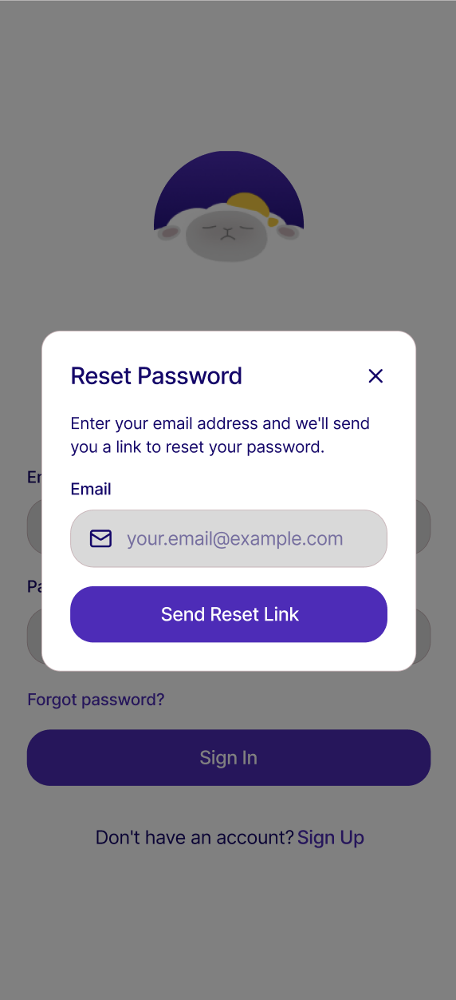 Reset Password
Enter your email address and we'll send
you a link to reset your password.
Email
your.email@example.com
Send Reset Link
Forgot password?
Sign In
Don't have an account? Sign Up